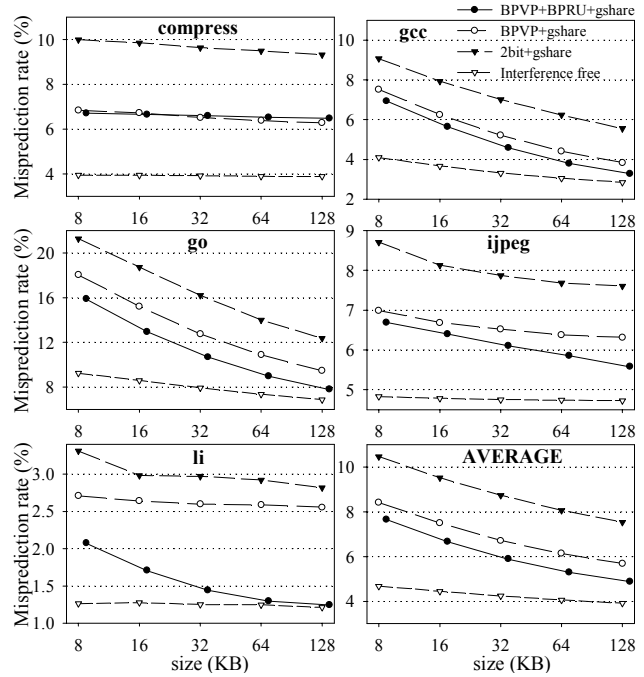 BPVP+BPRU+gshare
BPVP+gshare
2bit+gshare
Interference free
compress
Misprediction rate (%)
10
8
6
4
8 16 32 64 128
gcc
10
8
6
4
2
8 16 32 64 128
go
Misprediction rate (%)
20
16
12
8
8 16 32 64 128
ijpeg
9
8
7
6
5
8 16 32 64 128
li
Misprediction rate (%)
3.0
2.5
2.0
1.5
1.0
8 16 32 64 128
size (KB)
AVERAGE
10
8
6
4
8 16 32 64 128
size (KB)